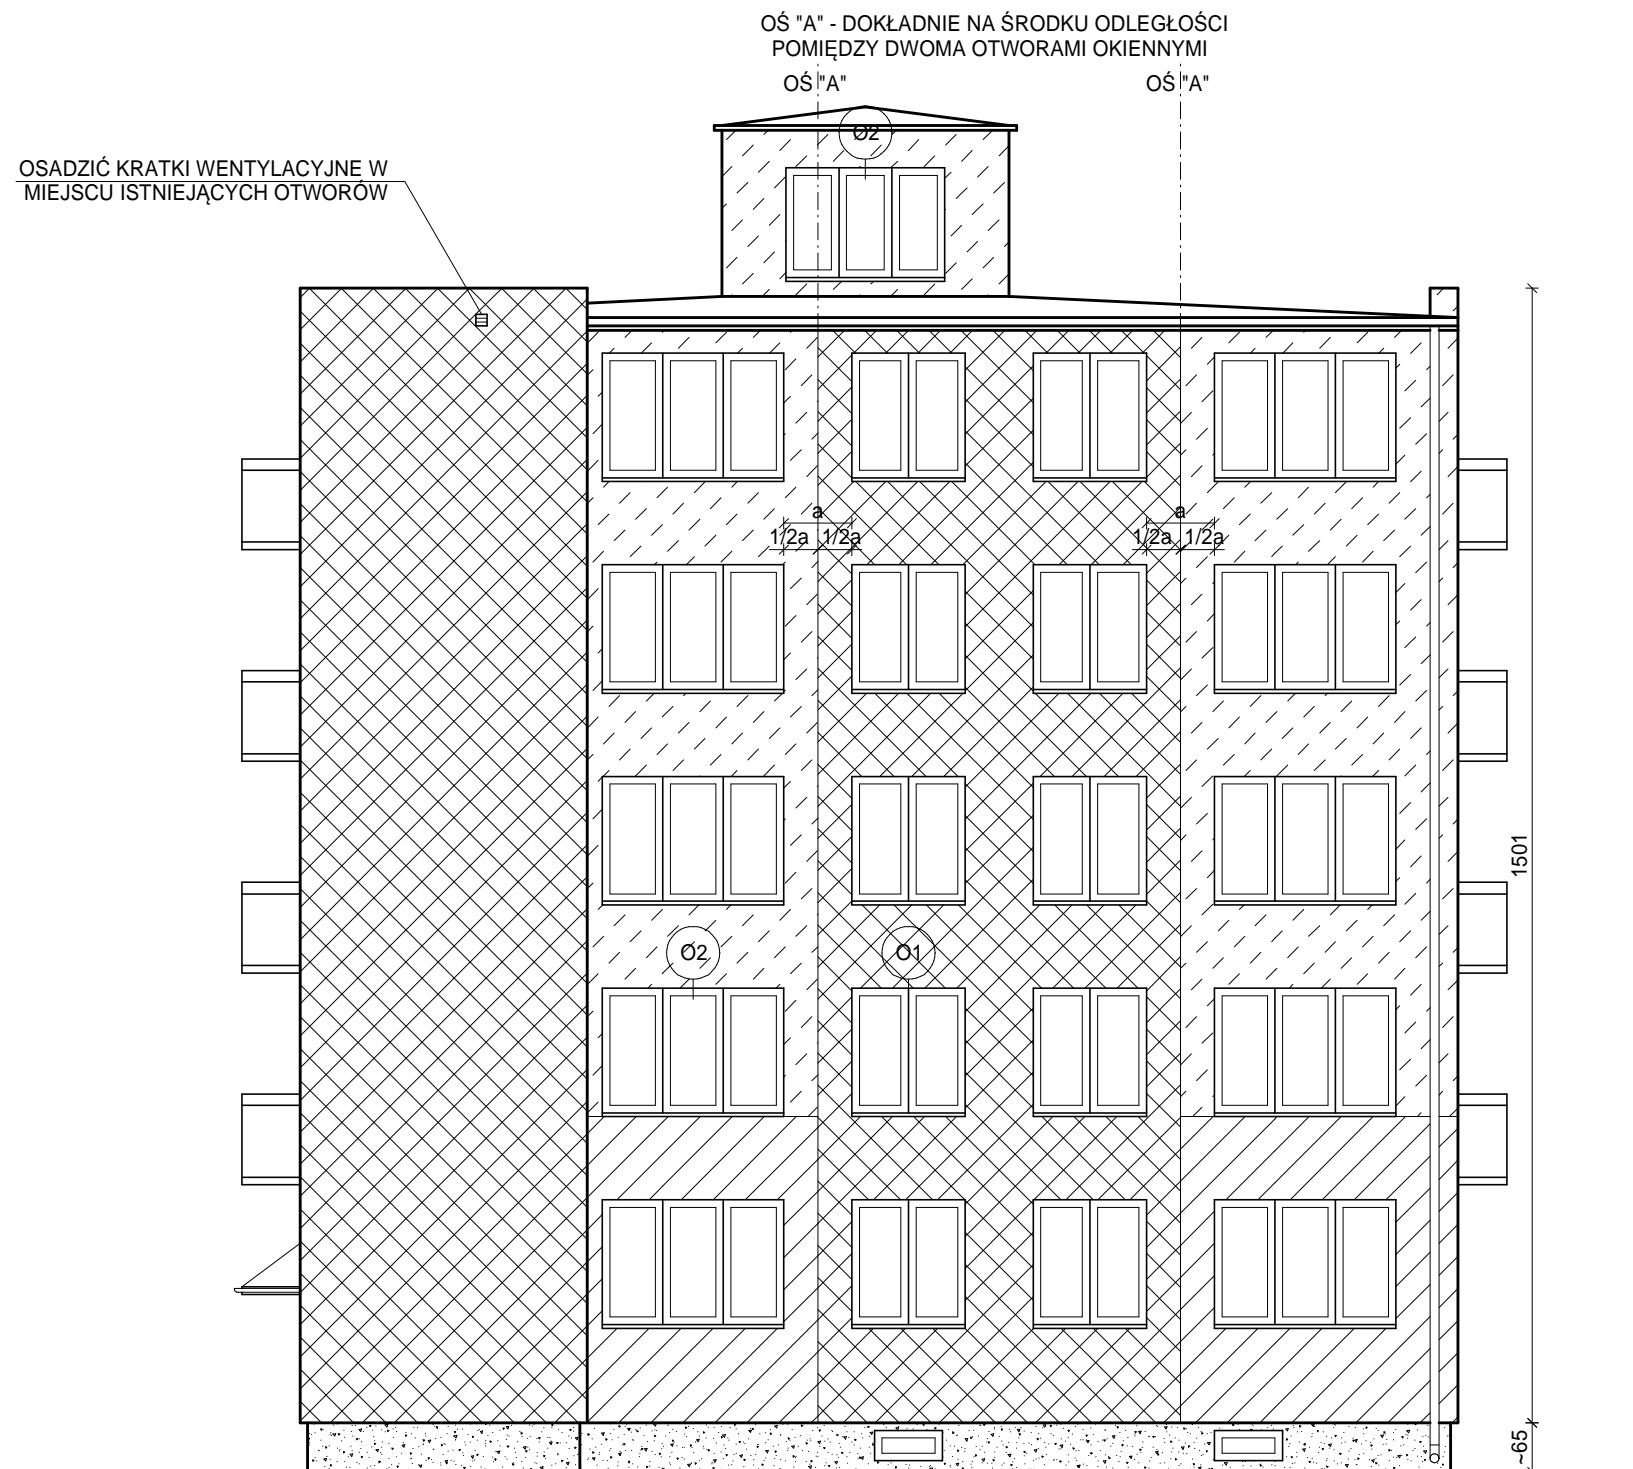 OŚ "A" - DOKŁADNIE NA ŚRODKU ODLEGŁOŚCI
POMIĘDZY DWOMA OTWORAMI OKIENNYMI
OŚ "A"
OŚ "A"
O2
OSADZIĆ KRATKI WENTYLACYJNE W
MIEJSCU ISTNIEJĄCYCH OTWORÓW
a
a
1/2a
1/2a
1/2a
1/2a
1501
O2
O1
~65